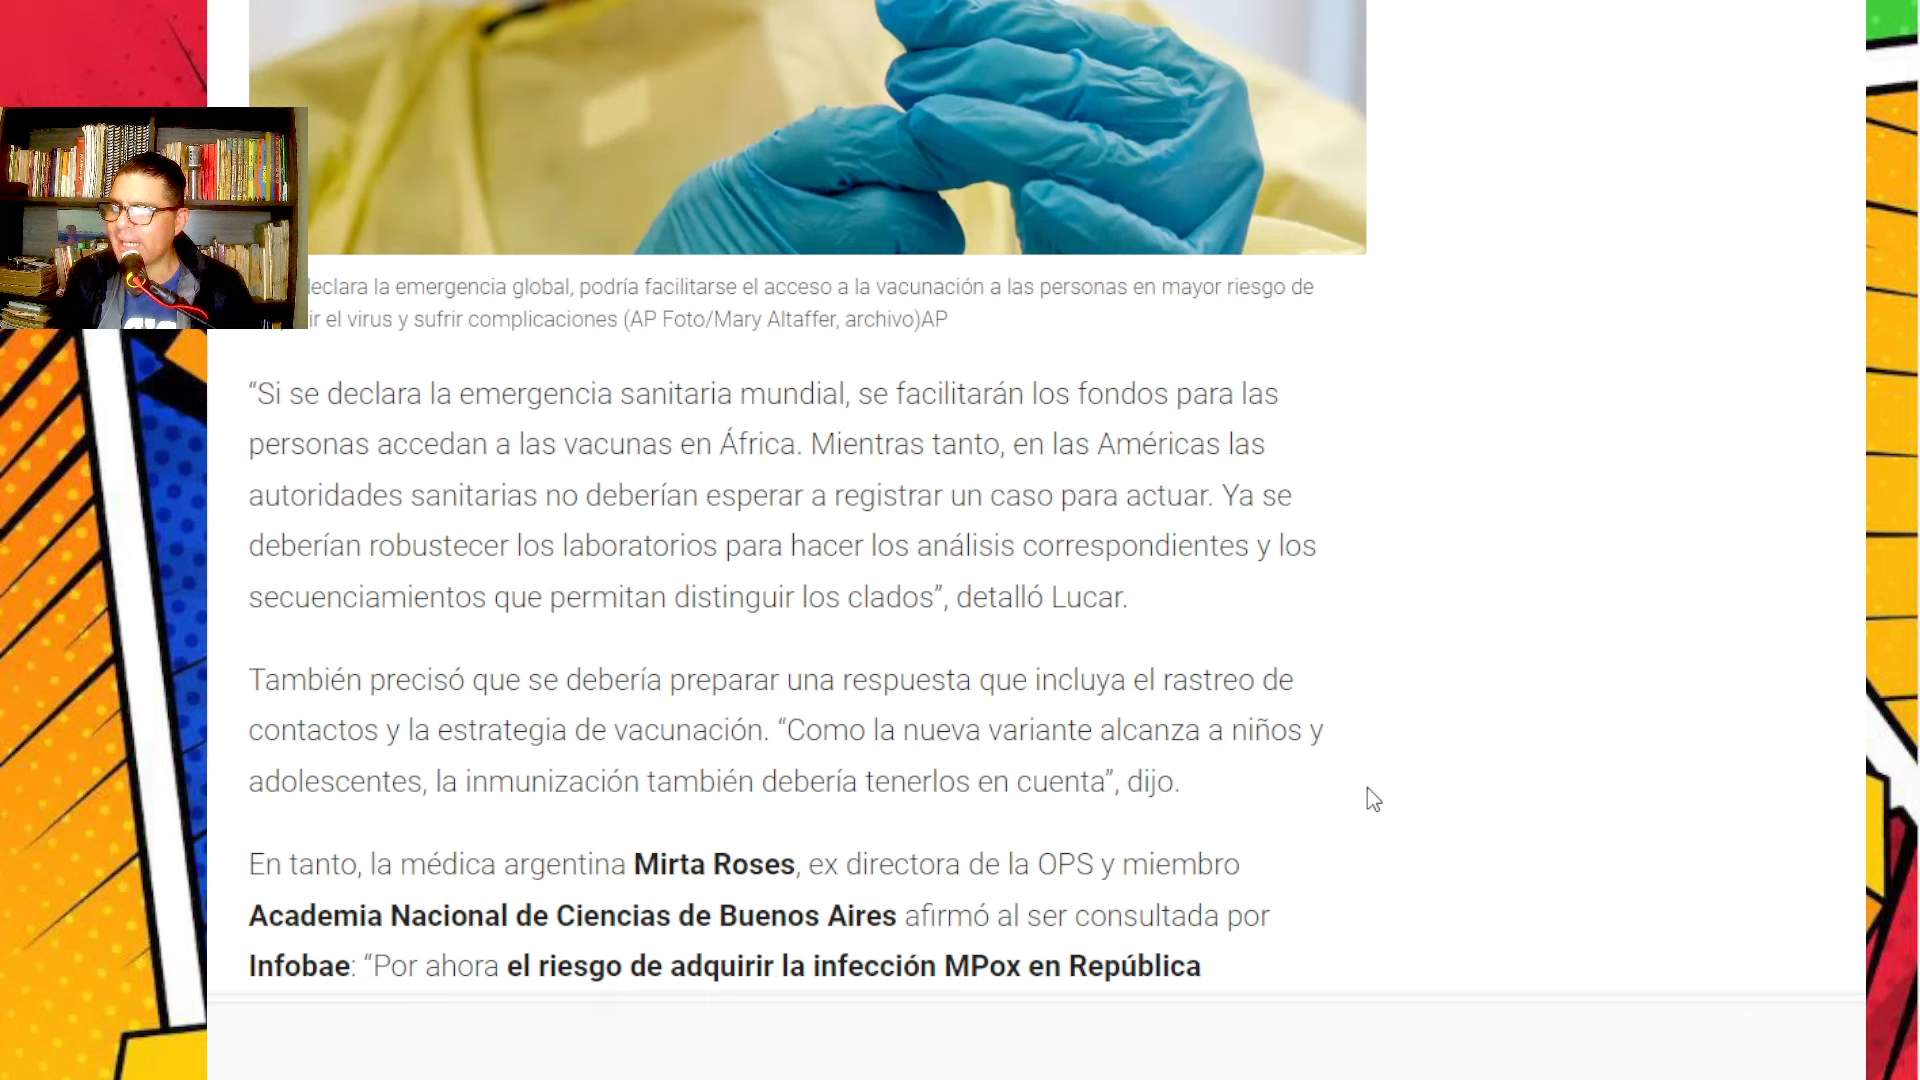 eclara la emergencia global, podría facilitarse el acceso a la vacunación a las personas en mayor riesgo de
ir el virus y sufrir complicaciones (AP Foto/Mary Altaffer, archivo)AP
“Si se declara la emergencia sanitaria mundial, se facilitarán los fondos para las
personas accedan a las vacunas en África. Mientras tanto, en las Américas las
autoridades sanitarias no deberían esperar a registrar un caso para actuar. Ya se
deberían robustecer los laboratorios para hacer los análisis correspondientes y los
secuenciamientos que permitan distinguir los clados”, detalló Lucar.
También precisó que se debería preparar una respuesta que incluya el rastreo de
contactos y la estrategia de vacunación. “Como la nueva variante alcanza a niños y
adolescentes, la inmunización también debería tenerlos en cuenta”, dijo.
En tanto, la médica argentina Mirta Roses, ex directora de la OPS y miembro
Academia Nacional de Ciencias de Buenos Aires afirmó al ser consultada por
Infobae: “Por ahora el riesgo de adquirir la infección MPox en República